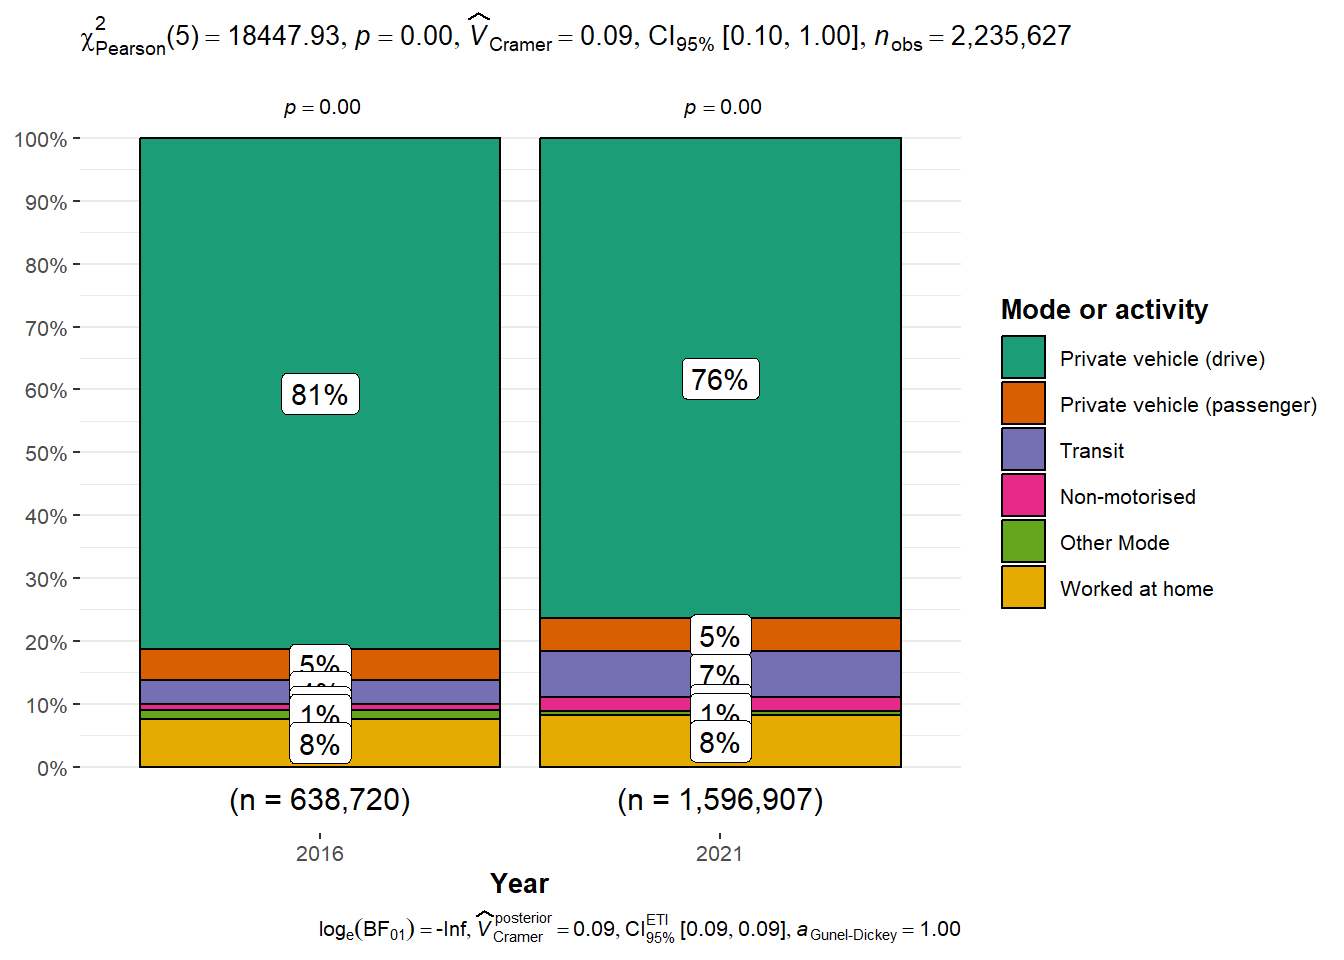 χ²Pearson(5) = 18447.93, p = 0.00, V̂Cramer = 0.09, CI95% [0.10, 1.00], nobs = 2,235,627
p = 0.00 p = 0.00
100%
90%
80%
70%
60%
50%
40%
30%
20%
10%
0%
81%
5%
1%
8%
76%
5%
7%
1%
8%
(n = 638,720) (n = 1,596,907)
2016 2021
Year
Mode or activity
Private vehicle (drive)
Private vehicle (passenger)
Transit
Non-motorised
Other Mode
Worked at home
loge(BF01) = -Inf, V̂Cramer posterior = 0.09, CI95% ETI [0.09, 0.09], aGunel-Dickey = 1.00